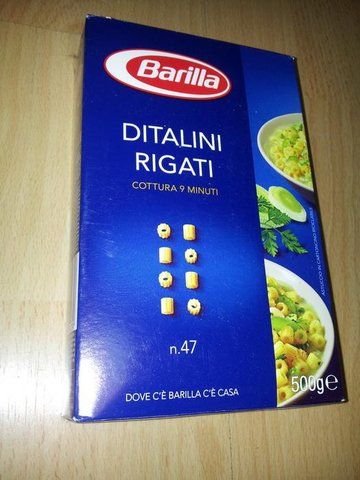 Barilla
DITALINI
RIGATI
COTTURA 9 MINUTI
n.47
500g e
DOVE C'È BARILLA C'È CASA